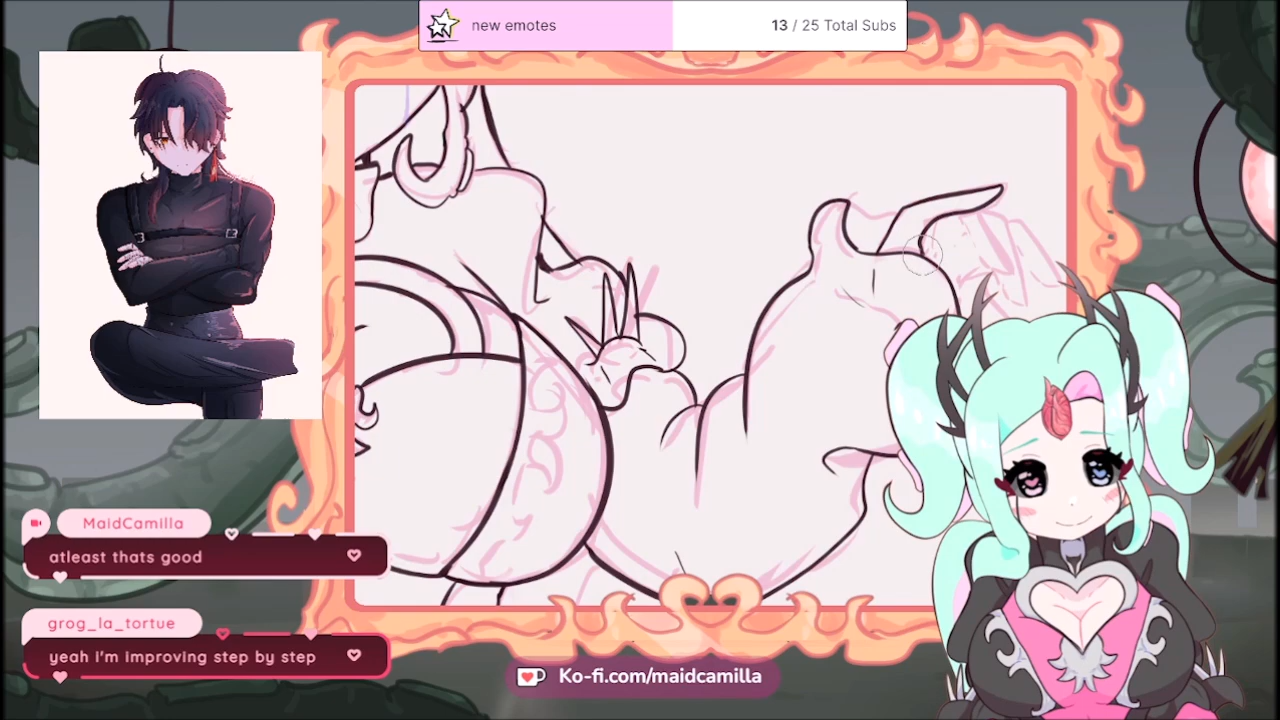 new emotes
13 / 25 Total Subs
MaidCamilla
atleast thats good
grog_la_tortue
yeah I'm improving step by step
Ko-fi.com/maidcamilla